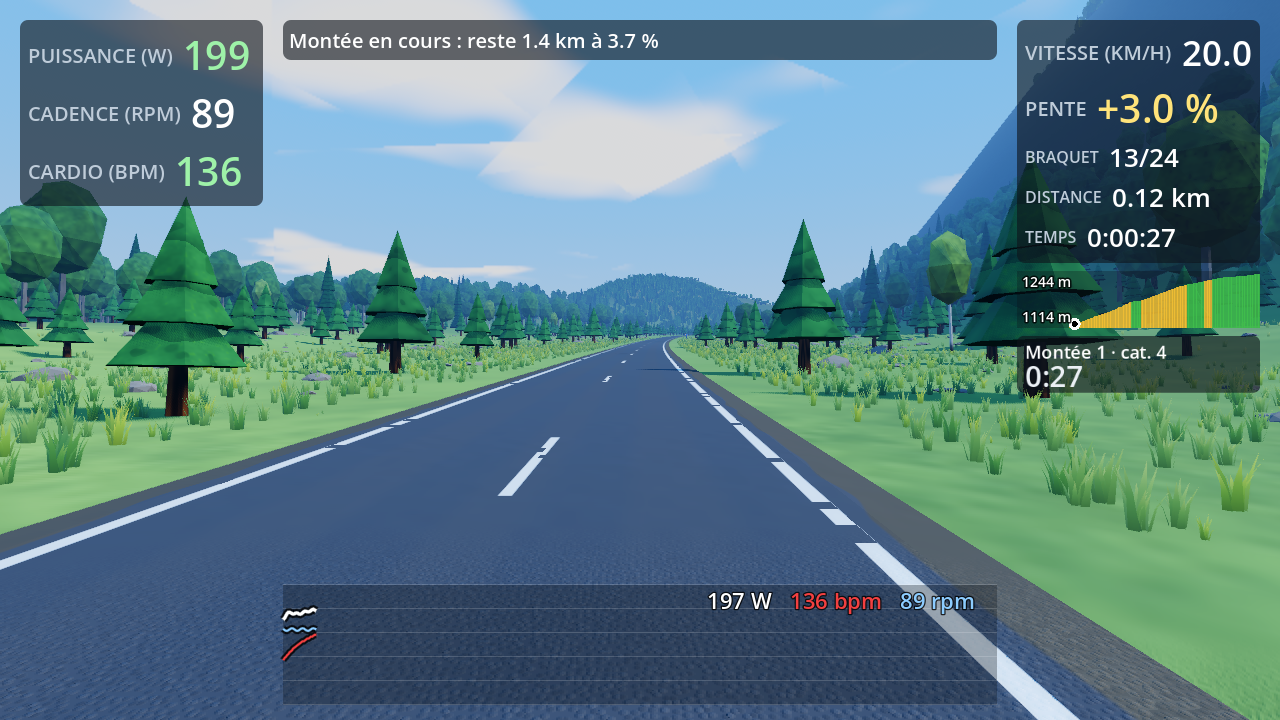 PUISSANCE (W) 199
CADENCE (RPM) 89
CARDIO (BPM) 136
Montée en cours : reste 1.4 km à 3.7 %
VITESSE (KM/H) 20.0
PENTE +3.0 %
BRAQUET 13/24
DISTANCE 0.12 km
TEMPS 0:00:27
1244 m
1114 m
Montée 1 · cat. 4
0:27
197 W 136 bpm 89 rpm